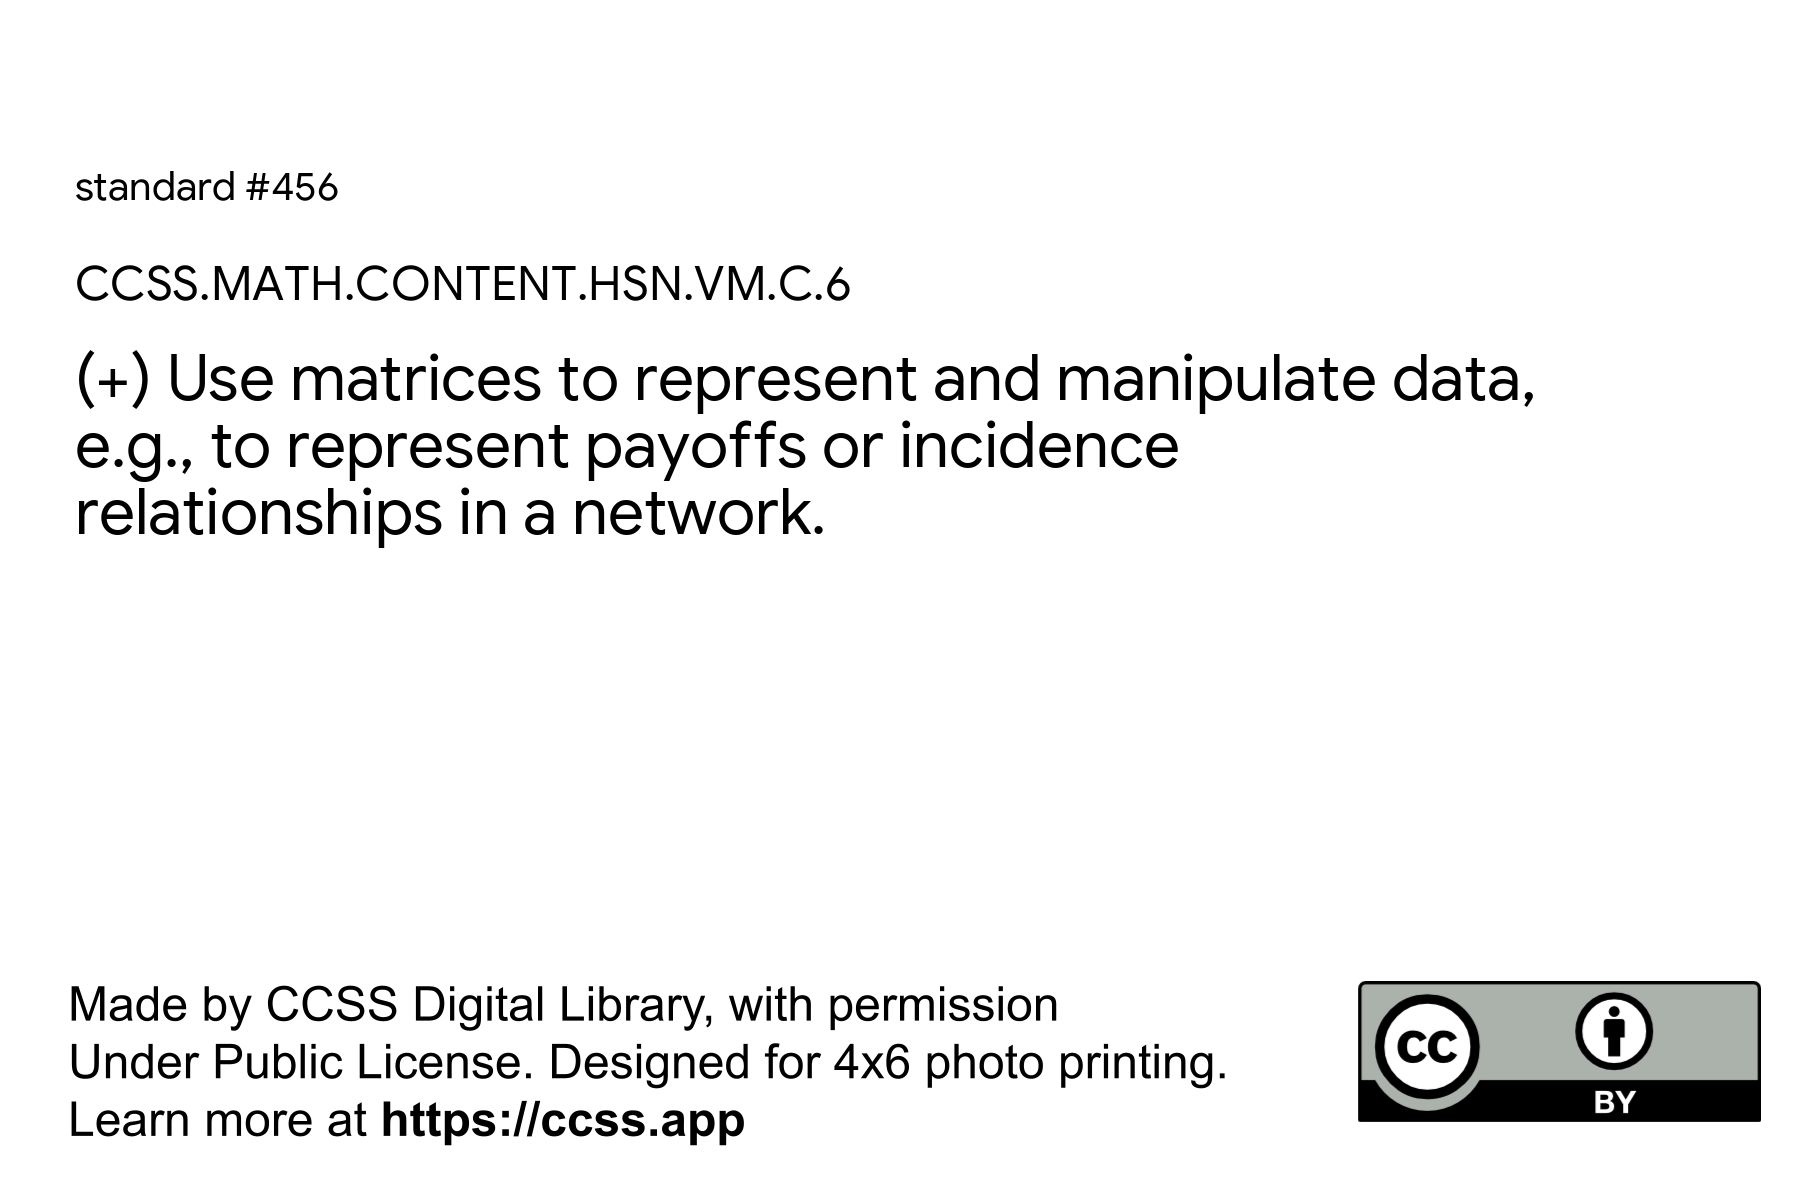 standard #456
CCSS.MATH.CONTENT.HSN.VM.C.6
(+) Use matrices to represent and manipulate data,
e.g., to represent payoffs or incidence
relationships in a network.
Made by CCSS Digital Library, with permission
Under Public License. Designed for 4x6 photo printing.
Learn more at https://ccss.app
cc
BY